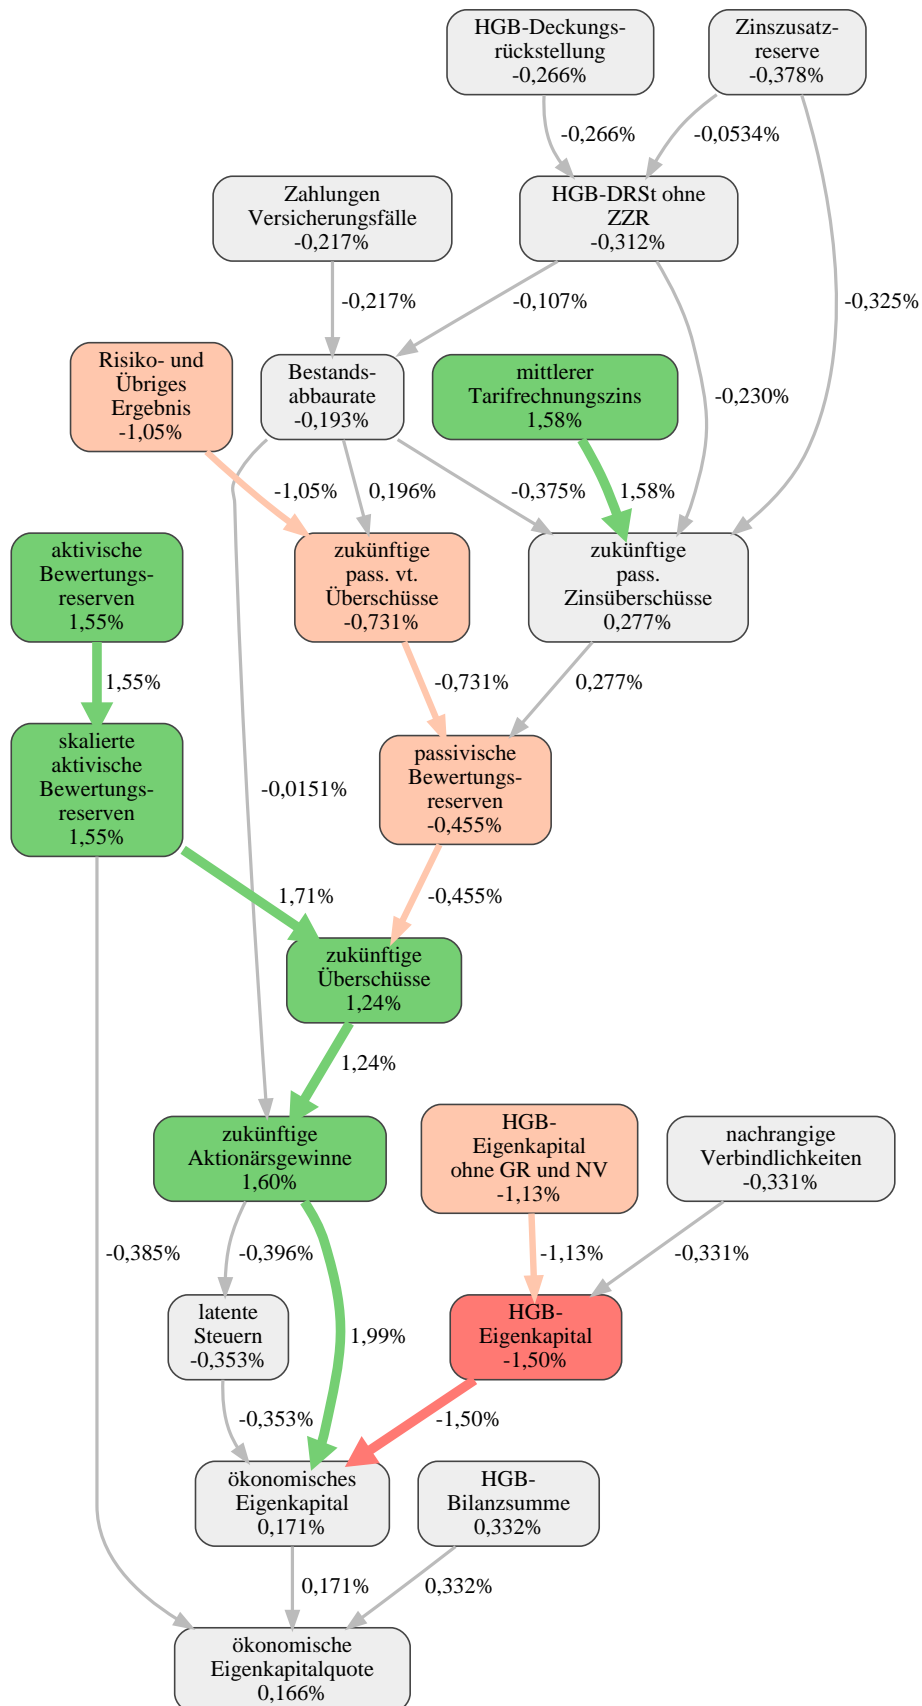 HGB-Deckungs-
rückstellung
-0,266%
Zinszusatz-
reserve
-0,378%
-0,266%
-0,0534%
Zahlungen
Versicherungsfälle
-0,217%
HGB-DRSt ohne
ZZR
-0,312%
-0,217%
-0,107%
-0,325%
Risiko- und
Übriges
Ergebnis
-1,05%
Bestands-
abbaurate
-0,193%
mittlerer
Tarifrechnungszins
1,58%
-0,230%
-1,05%
0,196%
-0,375%
1,58%
aktivische
Bewertungs-
reserven
1,55%
zukünftige
pass. vt.
Überschüsse
-0,731%
zukünftige
pass.
Zinsüberschüsse
0,277%
1,55%
-0,731%
0,277%
skalierte
aktivische
Bewertungs-
reserven
1,55%
-0,0151%
passivische
Bewertungs-
reserven
-0,455%
1,71%
-0,455%
zukünftige
Überschüsse
1,24%
1,24%
zukünftige
Aktionärsgewinne
1,60%
HGB-
Eigenkapital
ohne GR und NV
-1,13%
nachrangige
Verbindlichkeiten
-0,331%
-0,385%
-0,396%
-1,13%
-0,331%
latente
Steuern
-0,353%
1,99%
HGB-
Eigenkapital
-1,50%
-0,353%
-1,50%
ökonomisches
Eigenkapital
0,171%
HGB-
Bilanzsumme
0,332%
0,171%
0,332%
ökonomische
Eigenkapitalquote
0,166%